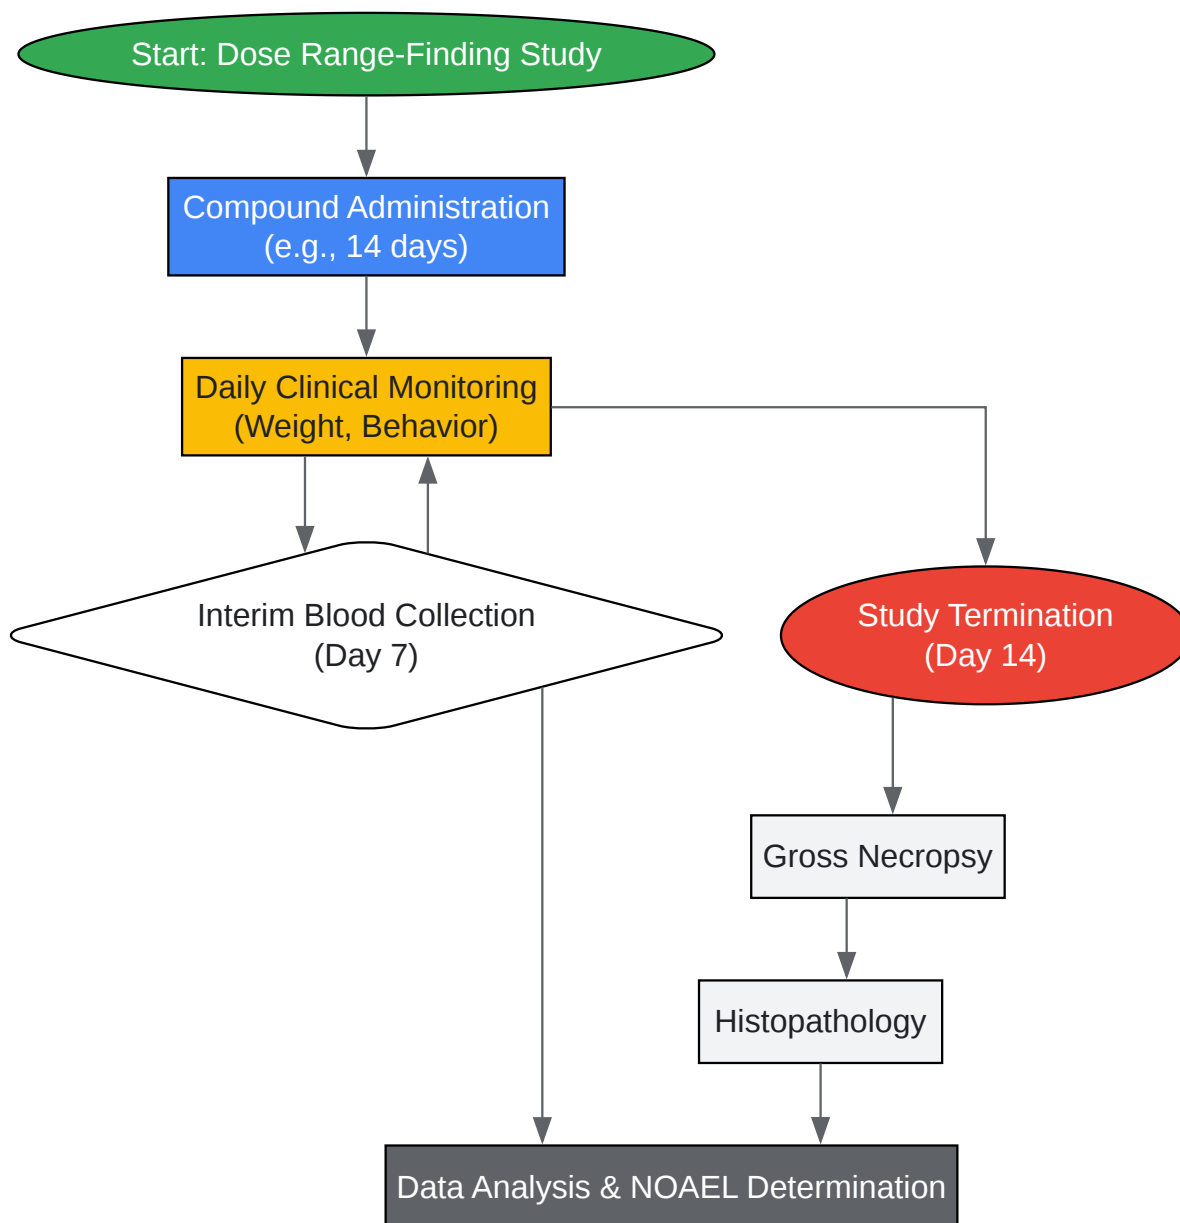 Start: Dose Range-Finding Study
Compound Administration
(e.g., 14 days)
Daily Clinical Monitoring
(Weight, Behavior)
Interim Blood Collection
(Day 7)
Study Termination
(Day 14)
Gross Necropsy
Histopathology
Data Analysis & NOAEL Determination